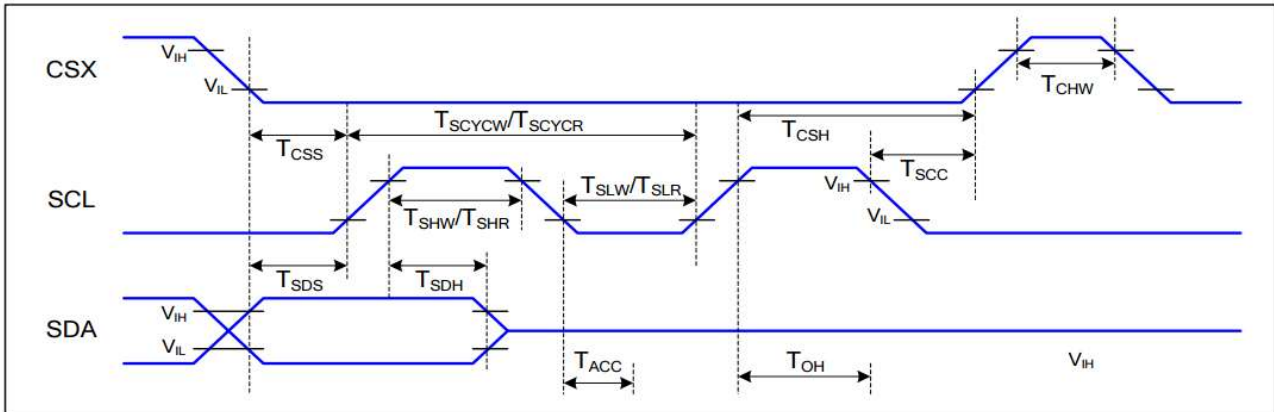 CSX
VIH
VIL
TCHW
TSCYCW/TSCYCR
TCSS
TCSH
TSCC
SCL
TSLW/TSLR
VIH
VIL
TSHW/TSHR
TSDS
TSDH
SDA
VIH
VIL
TACC
TOH
VIH